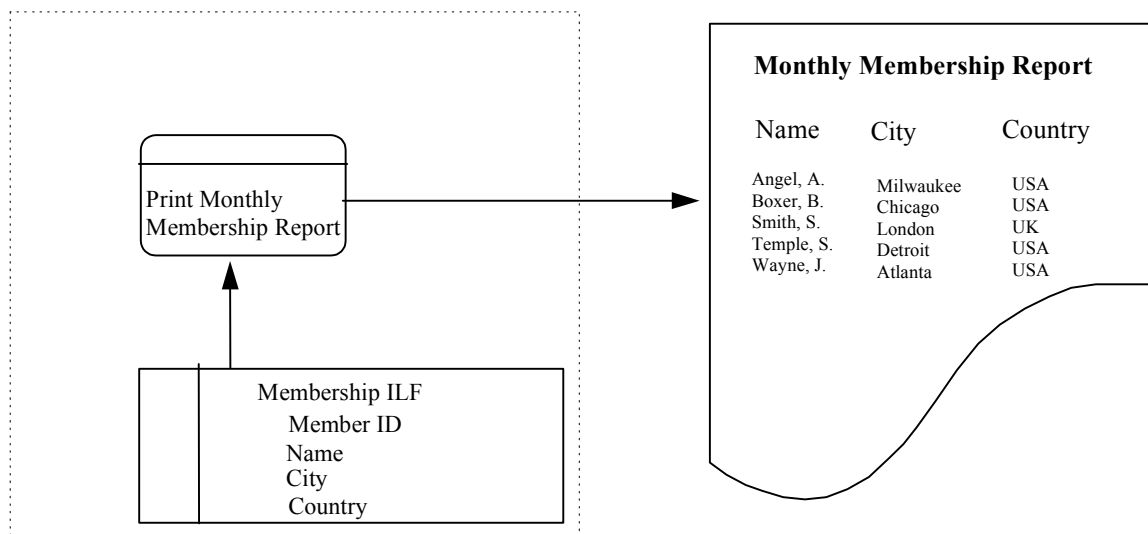 Monthly Membership Report
Name City Country
Angel, A. Milwaukee USA
Boxer, B. Chicago USA
Smith, S. London UK
Temple, S. Detroit USA
Wayne, J. Atlanta USA
Print Monthly
Membership Report
Membership ILF
Member ID
Name
City
Country